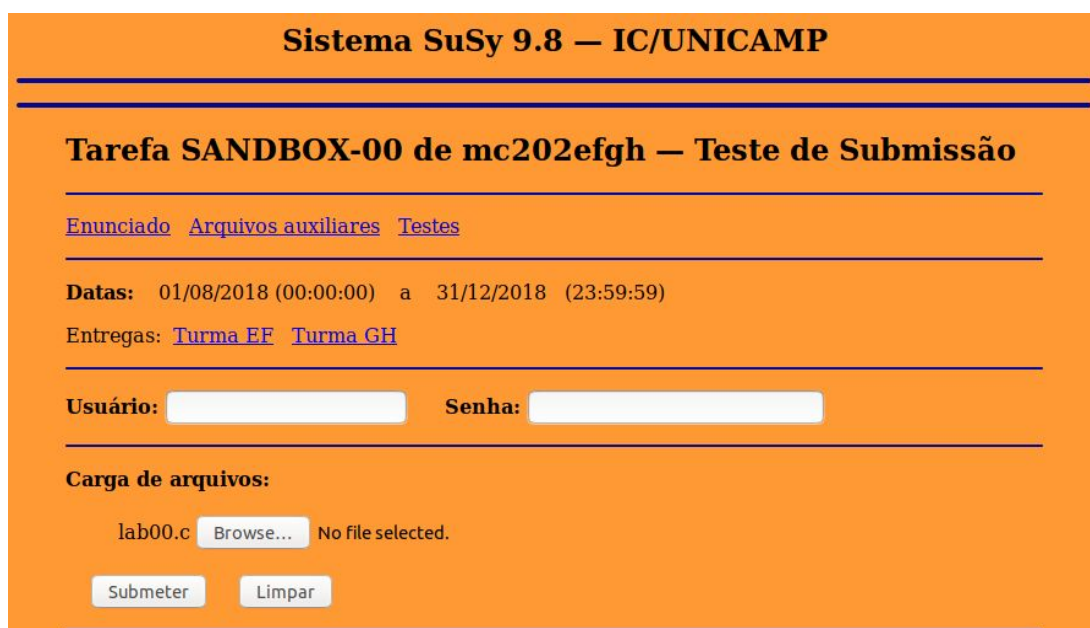 Sistema SuSy 9.8 — IC/UNICAMP
Tarefa SANDBOX-00 de mc202efgh — Teste de Submissão
Enunciado Arquivos auxiliares Testes
Datas: 01/08/2018 (00:00:00) a 31/12/2018 (23:59:59)
Entregas: Turma EF Turma GH
Usuário: Senha:
Carga de arquivos:
lab00.c Browse... No file selected.
Submeter Limpar